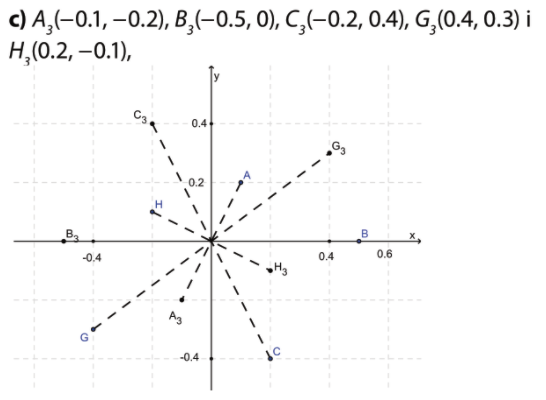 c) A₃(−0.1, −0.2), B₃(−0.5, 0), C₃(−0.2, 0.4), G₃(0.4, 0.3) i
H₃(0.2, −0.1),
y
C₃
0.4
G₃
0.2
A
H
B₃
B
x
-0.4
0.4
0.6
H₃
A₃
G
-0.4
C